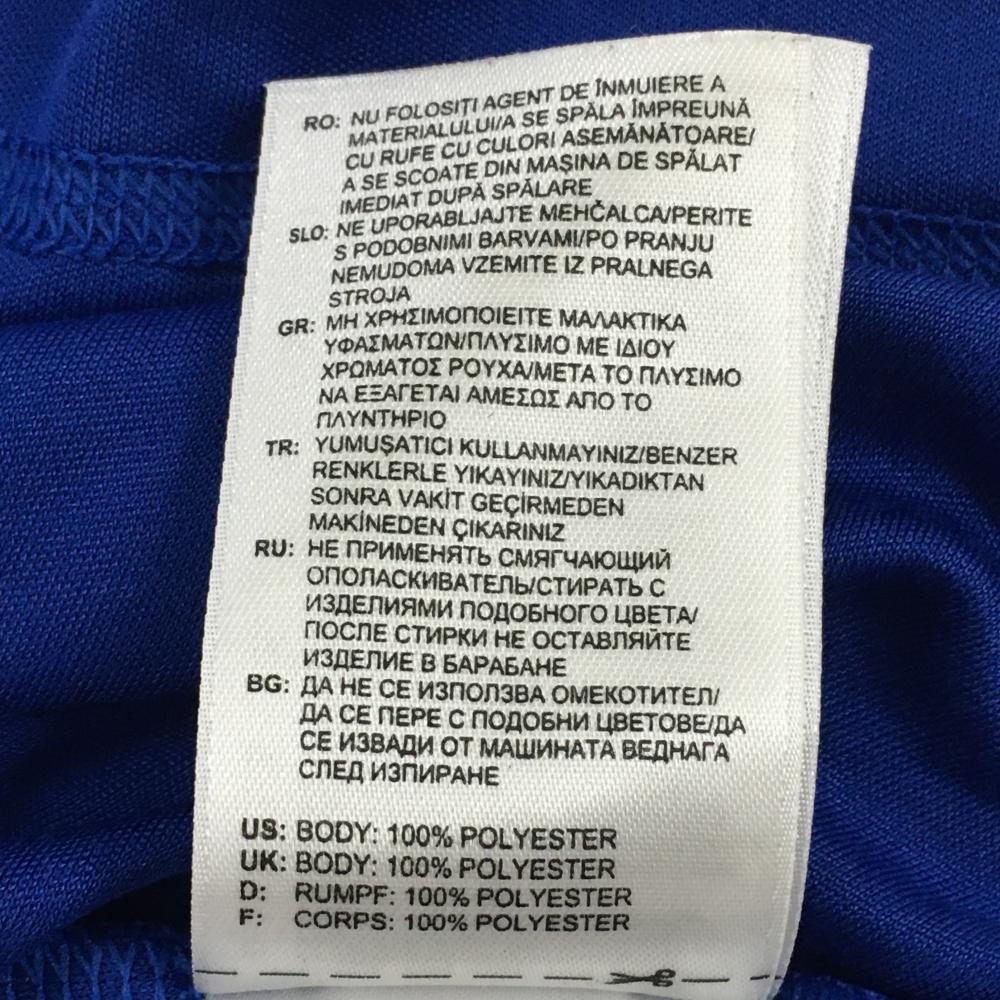 RO: NU FOLOSIȚI AGENT DE ÎNMUIERE A
MATERIALULUI/A SE SPĂLA ÎMPREUNĂ
CU RUFE CU CULORI ASEMĂNĂTOARE/
A SE SCOATE DIN MAȘINA DE SPĂLAT
IMEDIAT DUPĂ SPĂLARE
SLO: NE UPORABLJAJTE MEHČALCA/PERITE
S PODOBNIMI BARVAMI/PO PRANJU
NEMUDOMA VZEMITE IZ PRALNEGA
STROJA
GR: ΜΗ ΧΡΗΣΙΜΟΠΟΙΕΙΤΕ ΜΑΛΑΚΤΙΚΑ
ΥΦΑΣΜΑΤΩΝ/ΠΛΥΣΙΜΟ ΜΕ ΙΔΙΟΥ
ΧΡΩΜΑΤΟΣ ΡΟΥΧΑ/ΜΕΤΑ ΤΟ ΠΛΥΣΙΜΟ
ΝΑ ΕΞΑΓΕΤΑΙ ΑΜΕΣΩΣ ΑΠΟ ΤΟ
ΠΛΥΝΤΗΡΙΟ
TR: YUMUŞATICI KULLANMAYINIZ/BENZER
RENKLERLE YIKAYINIZ/YIKADIKTAN
SONRA VAKİT GEÇİRMEDEN
MAKİNEDEN ÇIKARINIZ
RU: НЕ ПРИМЕНЯТЬ СМЯГЧАЮЩИЙ
ОПОЛАСКИВАТЕЛЬ/СТИРАТЬ С
ИЗДЕЛИЯМИ ПОДОБНОГО ЦВЕТА/
ПОСЛЕ СТИРКИ НЕ ОСТАВЛЯЙТЕ
ИЗДЕЛИЕ В БАРАБАНЕ
BG: ДА НЕ СЕ ИЗПОЛЗВА ОМЕКОТИТЕЛ/
ДА СЕ ПЕРЕ С ПОДОБНИ ЦВЕТОВЕ/ДА
СЕ ИЗВАДИ ОТ МАШИНАТА ВЕДНАГА
СЛЕД ИЗПИРАНЕ
US: BODY: 100% POLYESTER
UK: BODY: 100% POLYESTER
D: RUMPF: 100% POLYESTER
F: CORPS: 100% POLYESTER